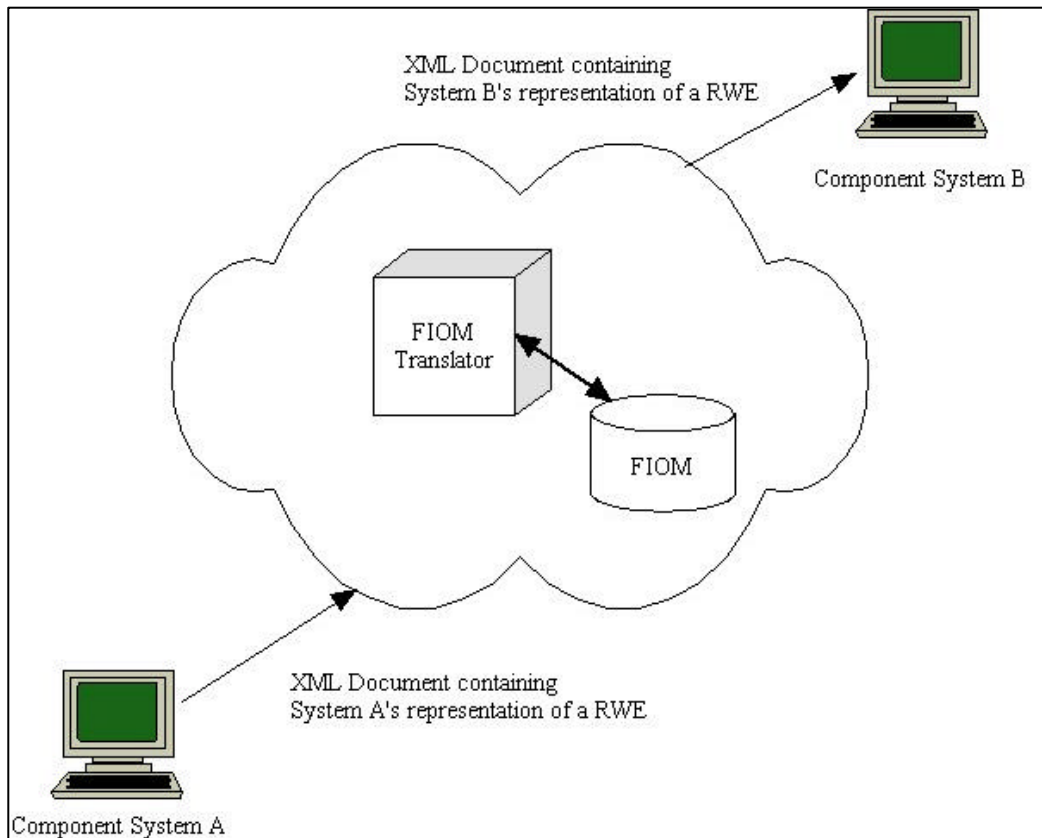 XML Document containing
System B's representation of a RWE
Component System B
FIOM
Translator
FIOM
XML Document containing
System A's representation of a RWE
Component System A